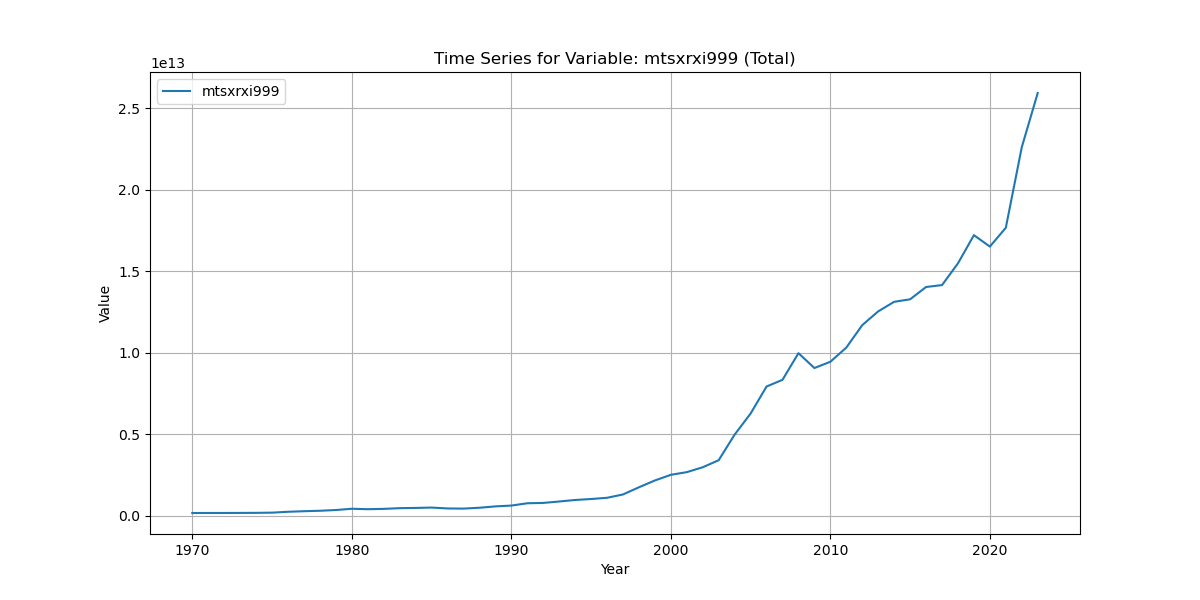 Time Series for Variable: mtsxrxi999 (Total)
1e13
mtsxrxi999
2.5
2.0
1.5
1.0
0.5
0.0
Value
1970 1980 1990 2000 2010 2020
Year